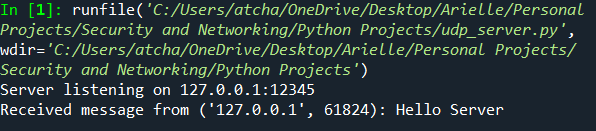 In [1]: runfile('C:/Users/atcha/OneDrive/Desktop/Arielle/Personal
Projects/Security and Networking/Python Projects/udp_server.py',
wdir='C:/Users/atcha/OneDrive/Desktop/Arielle/Personal Projects/
Security and Networking/Python Projects')
Server listening on 127.0.0.1:12345
Received message from ('127.0.0.1', 61824): Hello Server